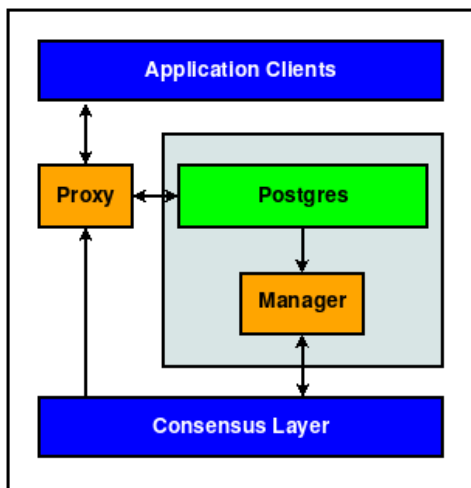 Application Clients
Proxy
Postgres
Manager
Consensus Layer